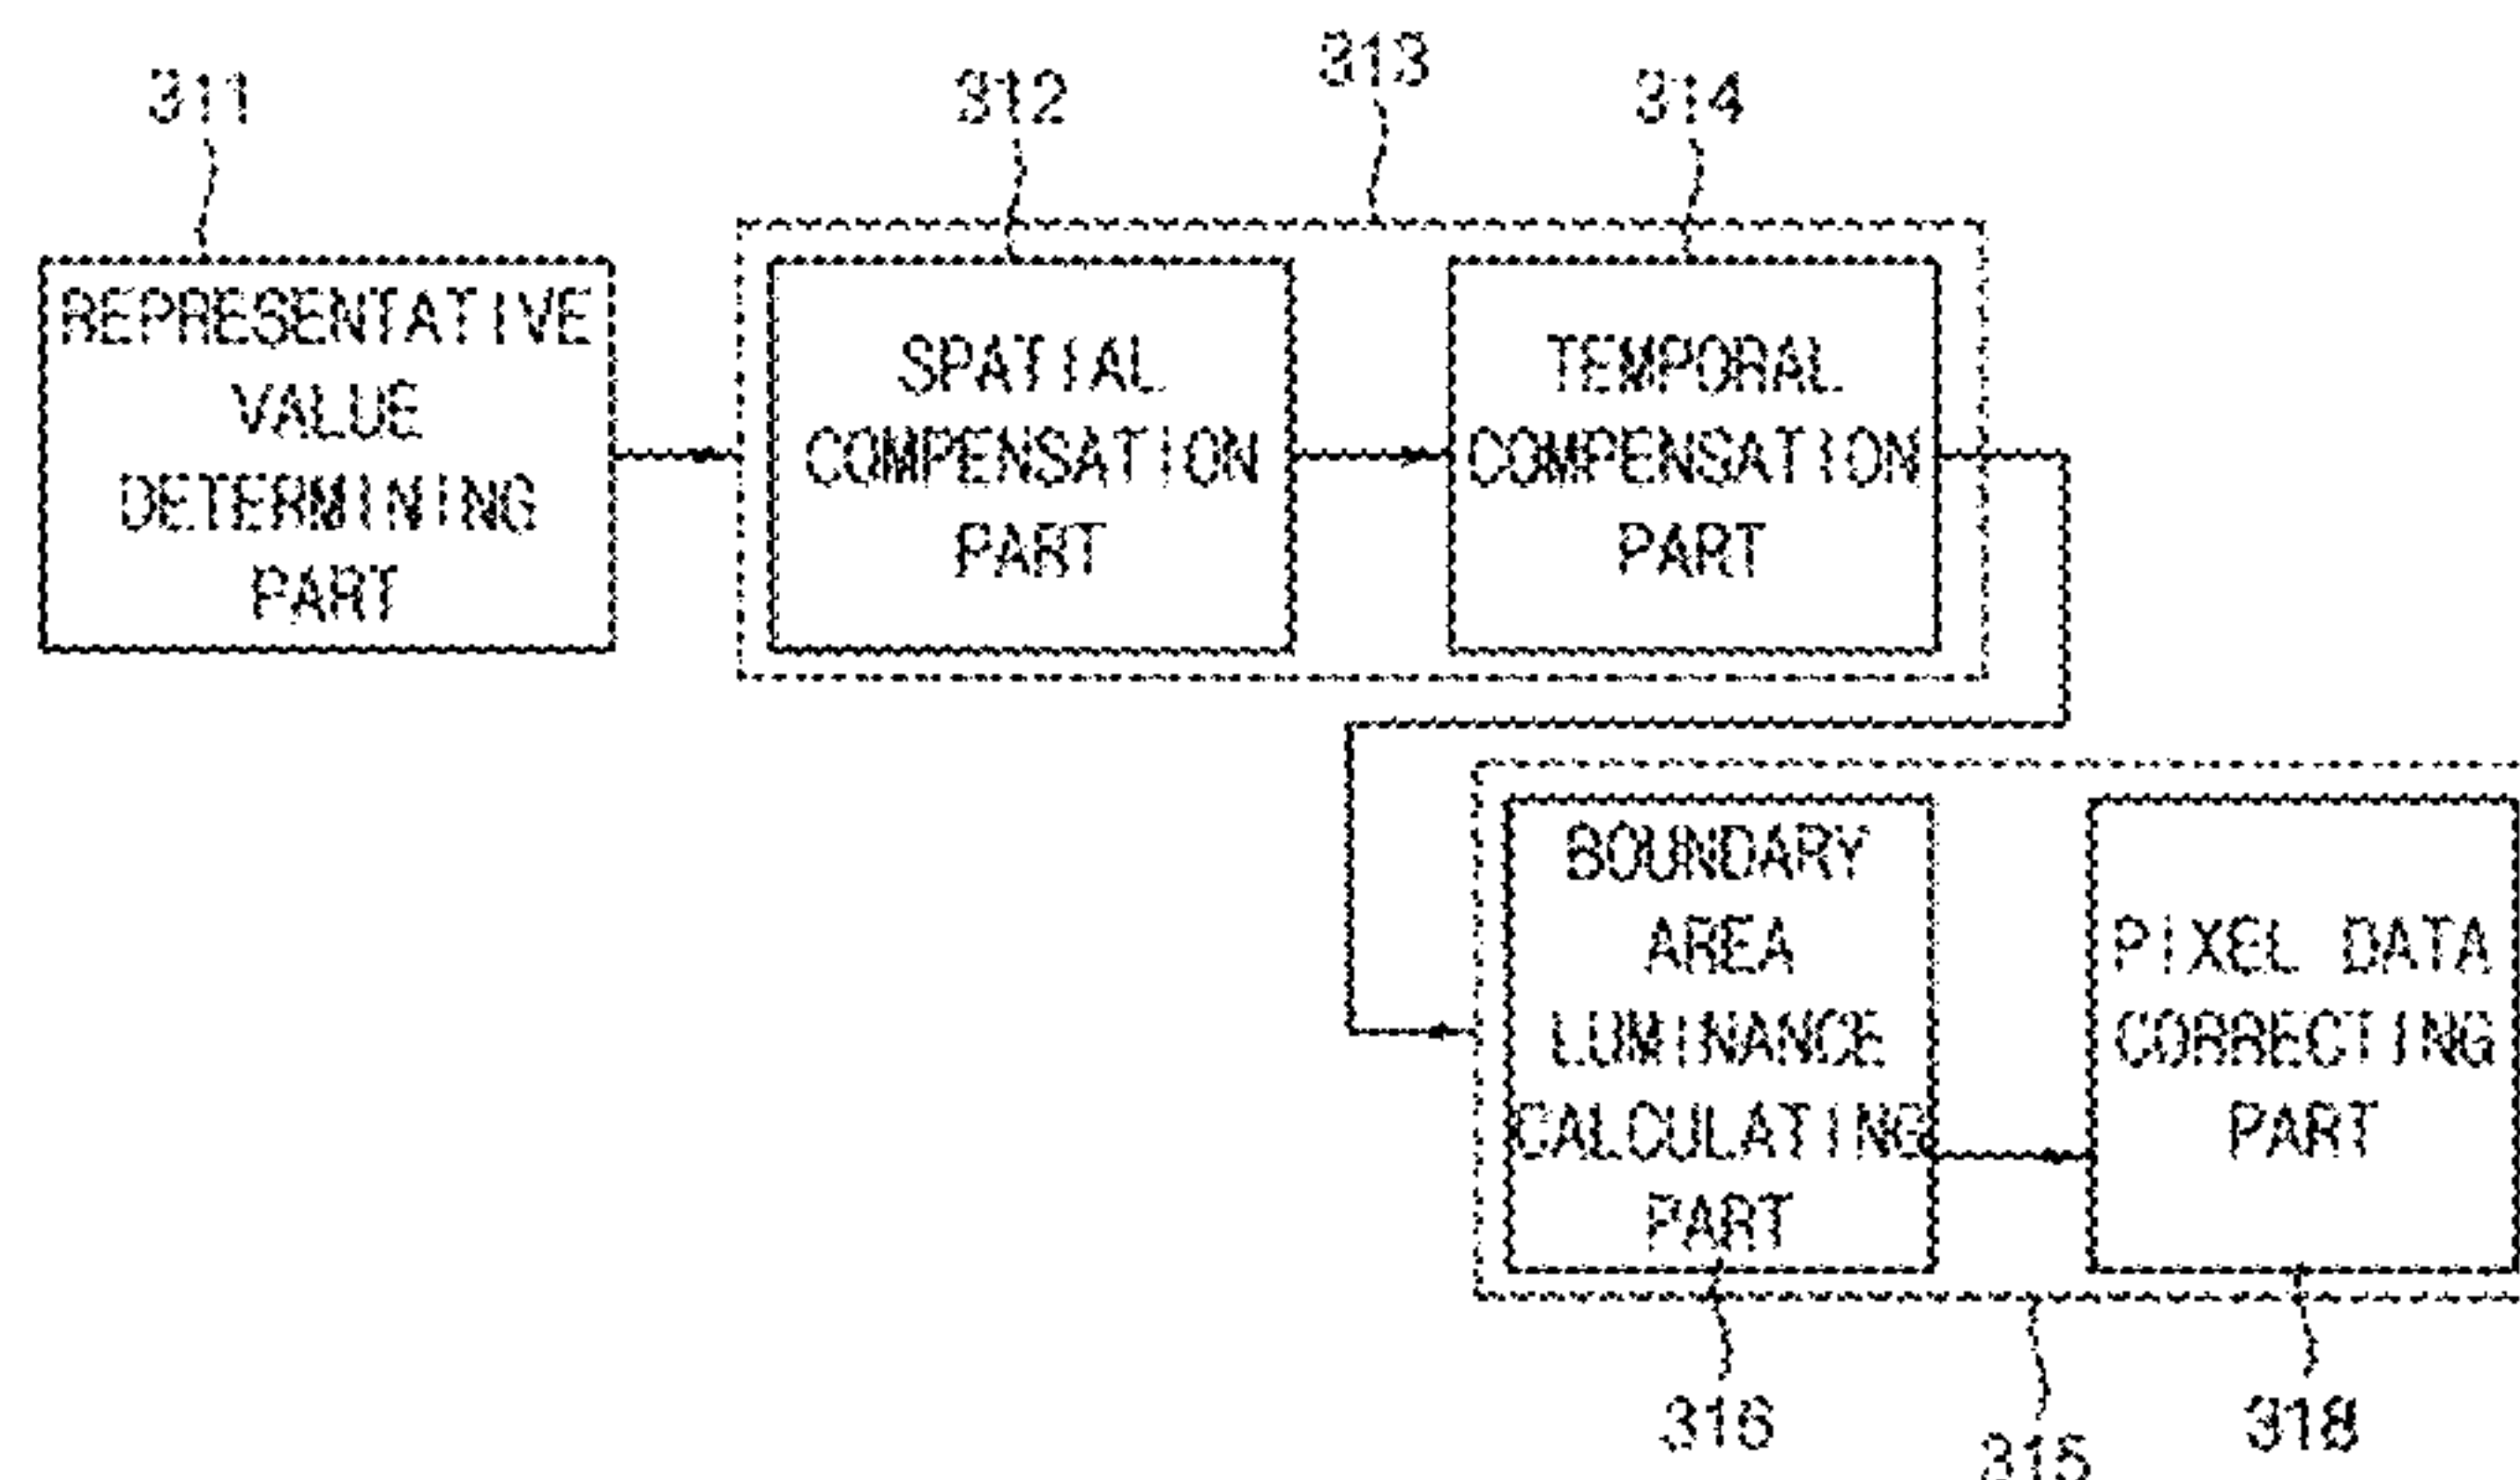 313
311
312
314
REPRESENTATIVE
VALUE
DETERMINING
PART
SPATIAL
COMPENSATION
PART
TEMPORAL
COMPENSATION
PART
BOUNDARY
AREA
LUMINANCE
CALCULATING
PART
PIXEL DATA
CORRECTING
PART
316
315
318